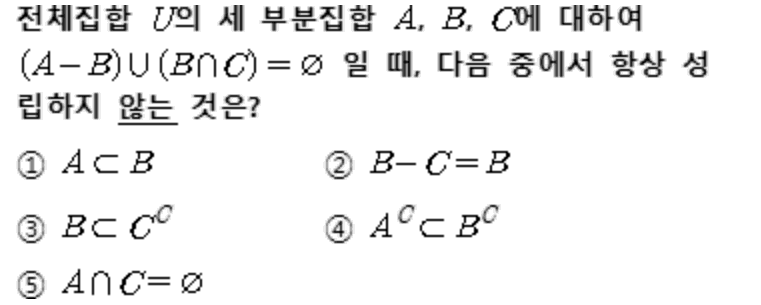 전체집합 U의 세 부분집합 A, B, C에 대하여
(A-B)∪(B∩C)=∅ 일 때, 다음 중에서 항상 성
립하지 않는 것은?
① A⊂B ② B-C=B
③ B⊂C^C ④ A^C⊂B^C
⑤ A∩C=∅